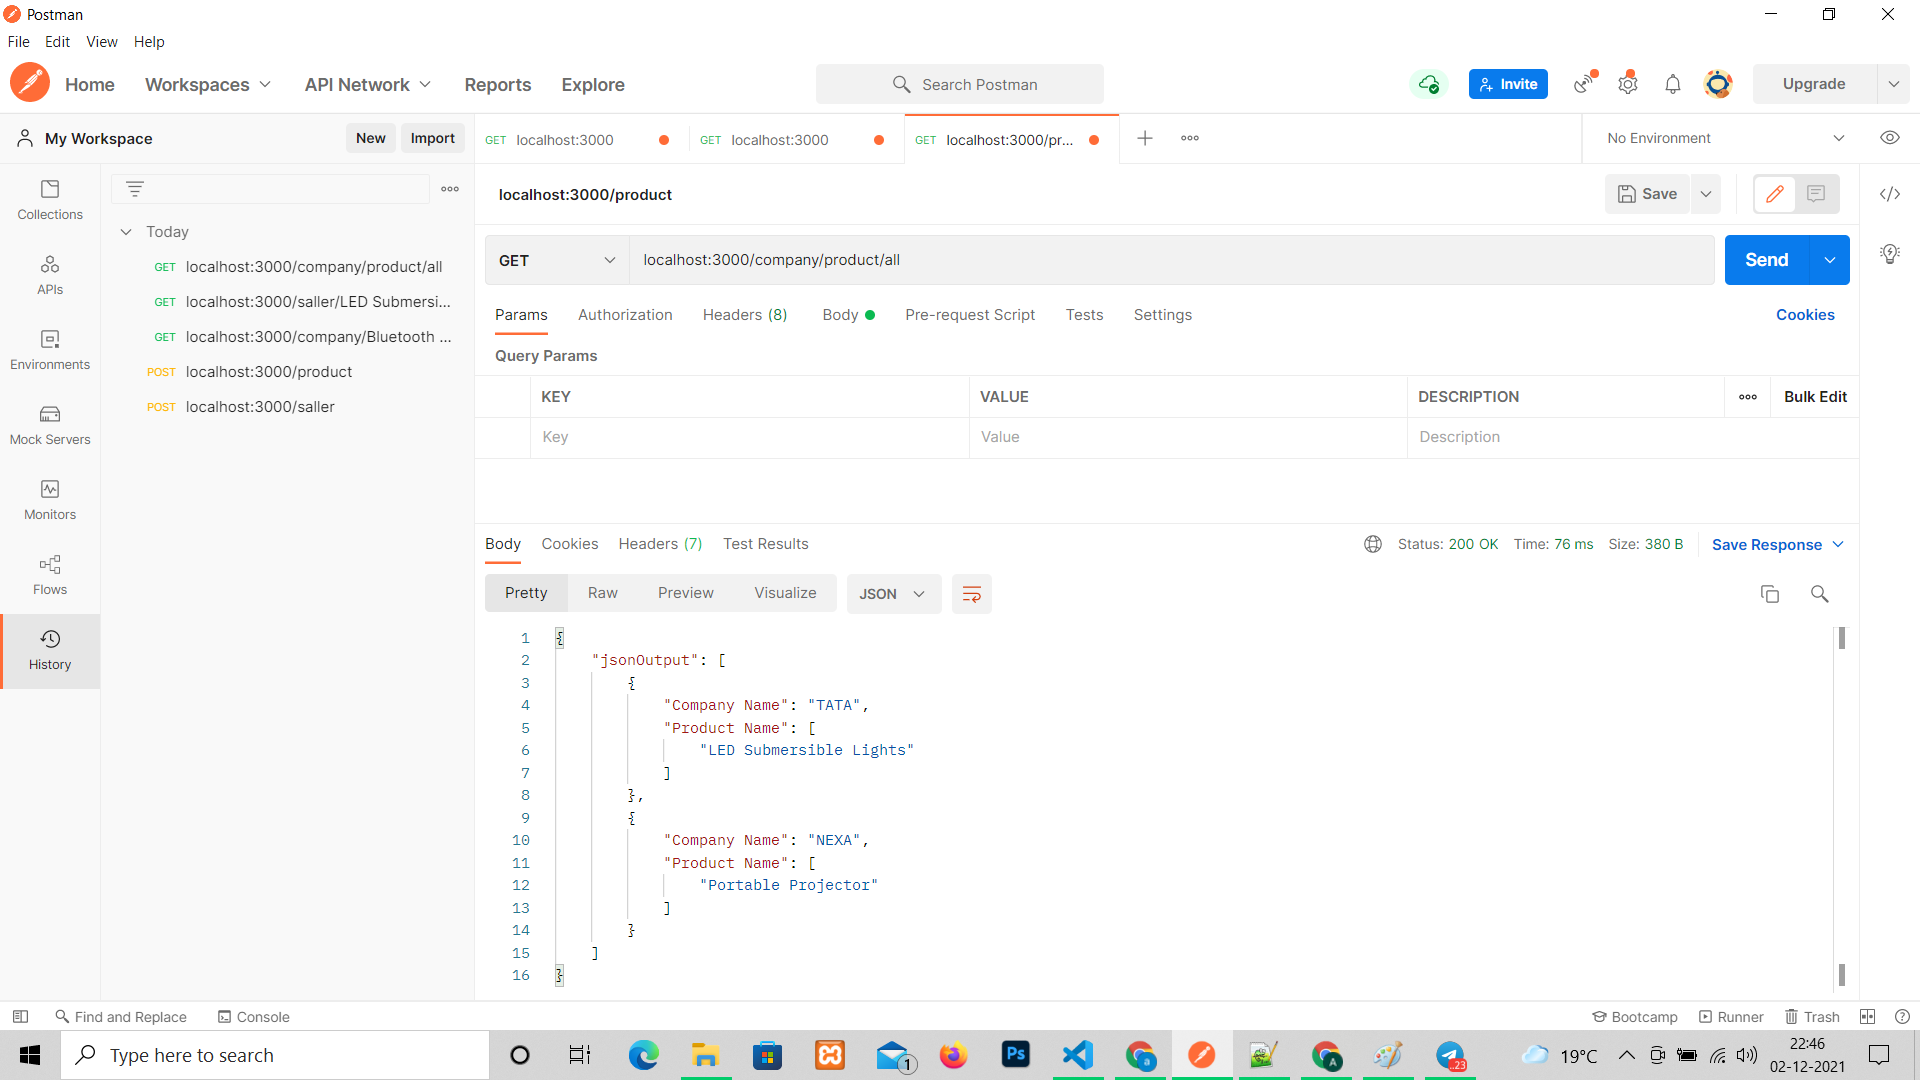 Postman
File Edit View Help
Home Workspaces API Network Reports Explore Search Postman Invite Upgrade
My Workspace New Import GET localhost:3000 GET localhost:3000 GET localhost:3000/pr... No Environment
localhost:3000/product Save
Collections
APIs
Environments
Mock Servers
Monitors
Flows
History
Today
GET localhost:3000/company/product/all
GET localhost:3000/saller/LED Submersi...
GET localhost:3000/company/Bluetooth ...
POST localhost:3000/product
POST localhost:3000/saller
GET localhost:3000/company/product/all Send
Params Authorization Headers (8) Body Pre-request Script Tests Settings Cookies
Query Params
KEY VALUE DESCRIPTION Bulk Edit
Key Value Description
Body Cookies Headers (7) Test Results Status: 200 OK Time: 76 ms Size: 380 B Save Response
Pretty Raw Preview Visualize JSON
1 {
2 "jsonOutput": [
3 {
4 "Company Name": "TATA",
5 "Product Name": [
6 "LED Submersible Lights"
7 ]
8 },
9 {
10 "Company Name": "NEXA",
11 "Product Name": [
12 "Portable Projector"
13 ]
14 }
15 ]
16 }
Find and Replace Console Bootcamp Runner Trash
Type here to search Ps 1 a A 23 19°C 22:46
02-12-2021